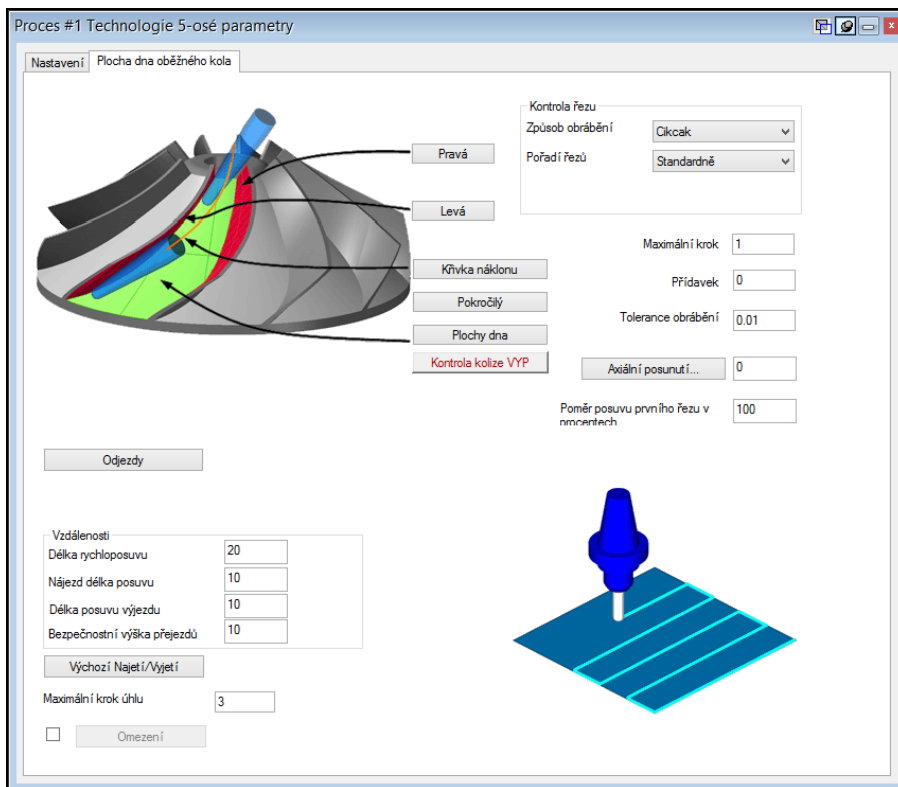 Proces #1 Technologie 5-osé parametry
Nastavení
Plocha dna oběžného kola
Pravá
Levá
Křivka náklonu
Pokročilý
Plochy dna
Kontrola kolize VYP
Kontrola řezu
Způsob obrábění
Cikcak
Pořadí řezů
Standardně
Maximální krok
1
Přídavek
0
Tolerance obrábění
0.01
Axiální posunutí...
0
Poměr posuvu prvního řezu v
procentech
100
Odjezdy
Vzdálenosti
Délka rychloposuvu
20
Nájezd délka posuvu
10
Délka posuvu výjezdu
10
Bezpečnostní výška přejezdů
10
Výchozí Najetí/Vyjetí
Maximální krok úhlu
3
Omezení